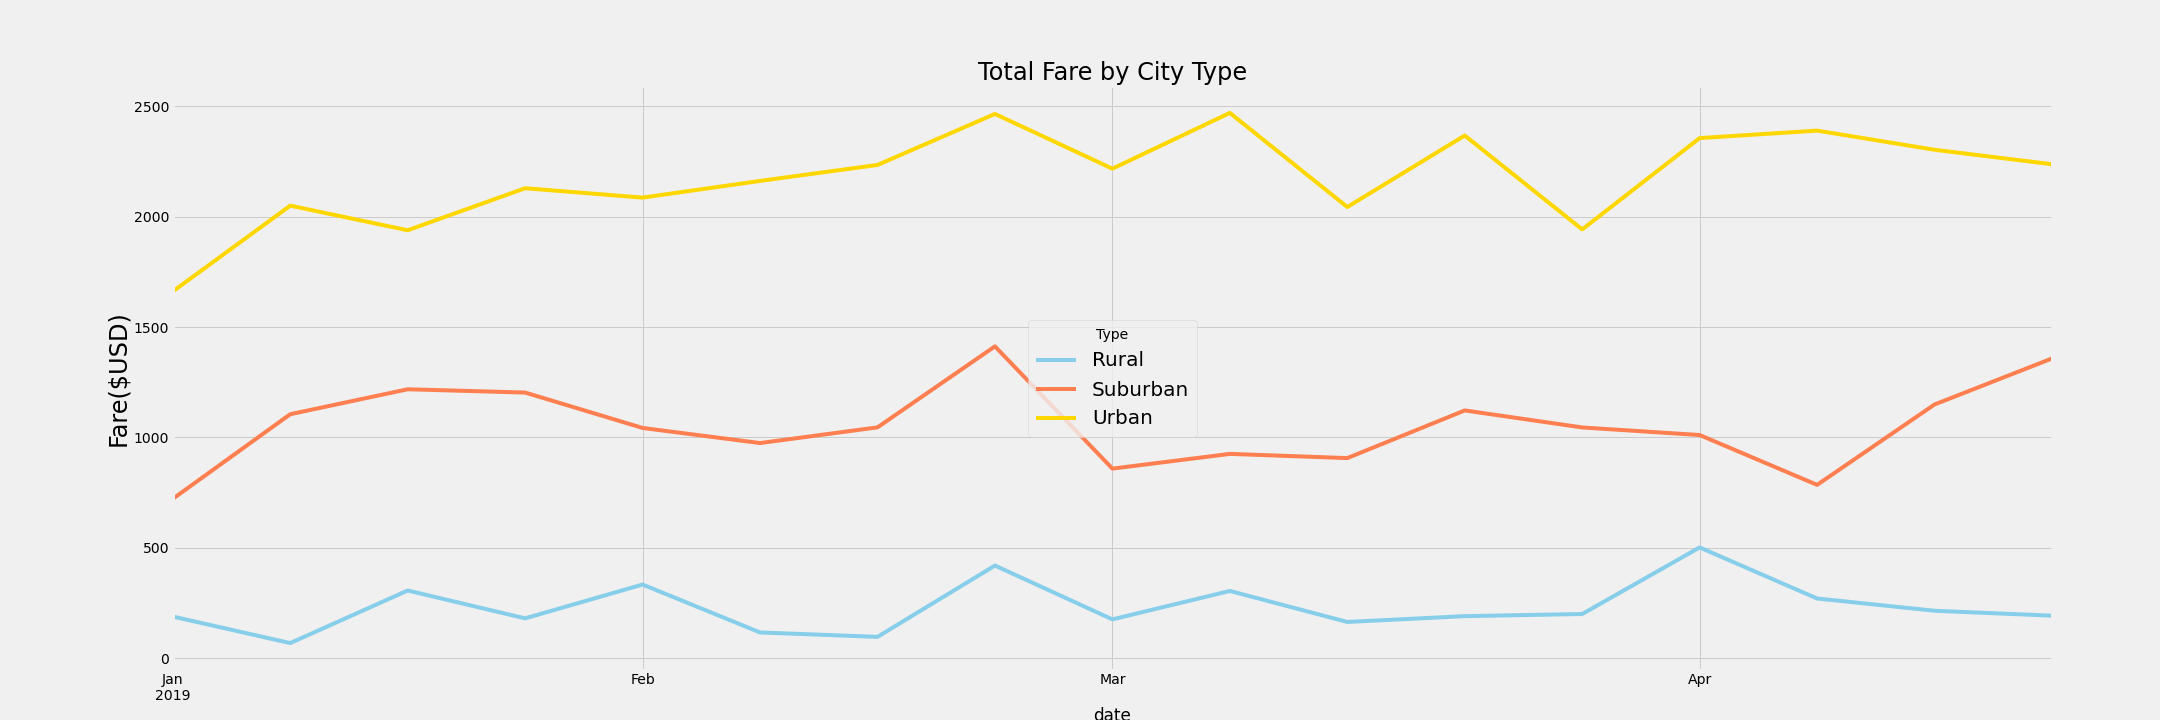 Total Fare by City Type
Fare($USD)
2500
2000
1500
1000
500
0
Type
Rural
Suburban
Urban
Jan
2019
Feb
Mar
Apr
date